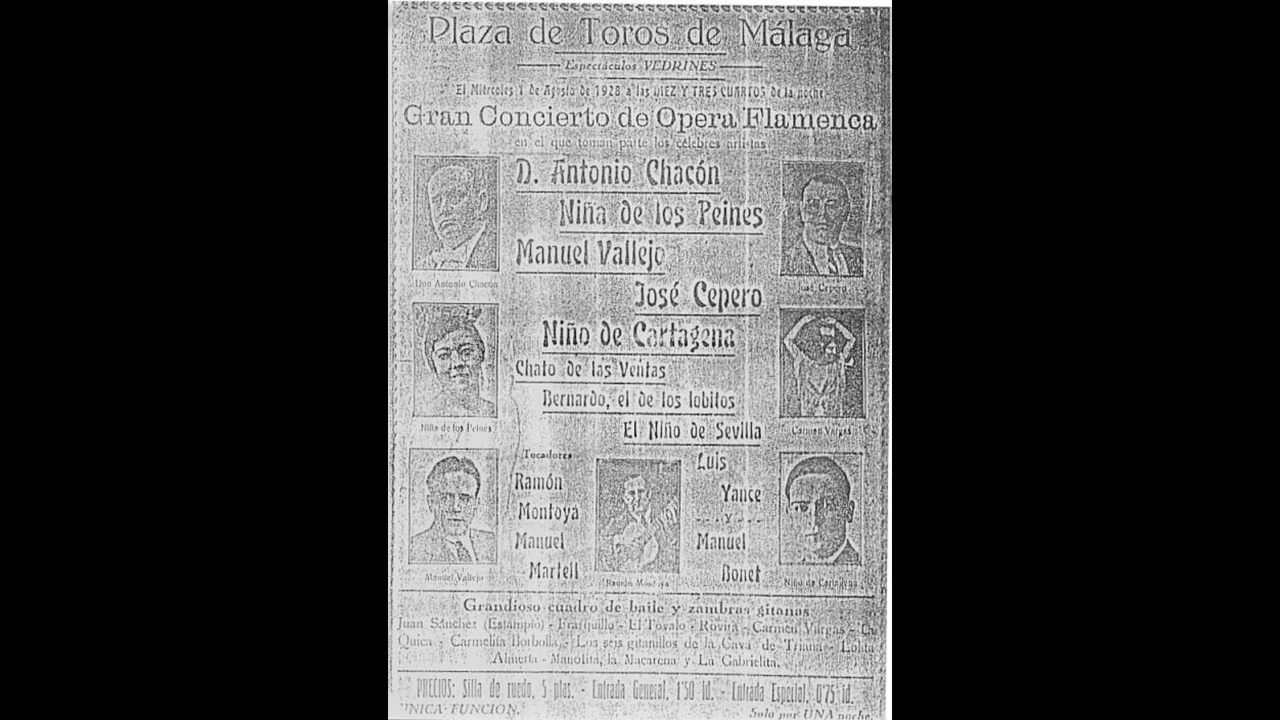 Plaza de Toros de Málaga
Espectáculos VEDRINES
El Miércoles 1 de Agosto de 1928 a las DIEZ Y TRES CUARTOS de la noche
Gran Concierto de Opera Flamenca
en el que toman parte los célebres artistas
D. Antonio Chacón
Niña de los Peines
Manuel Vallejo
José Cepero
Niño de Cartagena
Chato de las Ventas
Bernardo, el de los lobitos
El Niño de Sevilla
Don Antonio Chacón
José Cepero
Niña de los Peines
Carmen Vargas
Manuel Vallejo
Niño de Cartagena
Tocadores
Ramón
Montoya
Manuel
Martell
Ramón Montoya
Luis
Yance
Y
Manuel
Bonet
Grandioso cuadro de baile y zambras gitanas
Juan Sánchez (Estampío) - Frasquillo - El Tovalo - Rovira - Carmen Vargas - La
Quica - Carmelita Borbolla - Los seis gitanillos de la Cava de Triana - Lolita
Almería - Manolita, la Macarena y La Gabrielita.
PRECIOS: Silla de ruedo, 5 ptas. - Entrada General, 1'50 id. - Entrada Especial, 0'75 id.
UNICA FUNCION.
Solo por UNA noche.